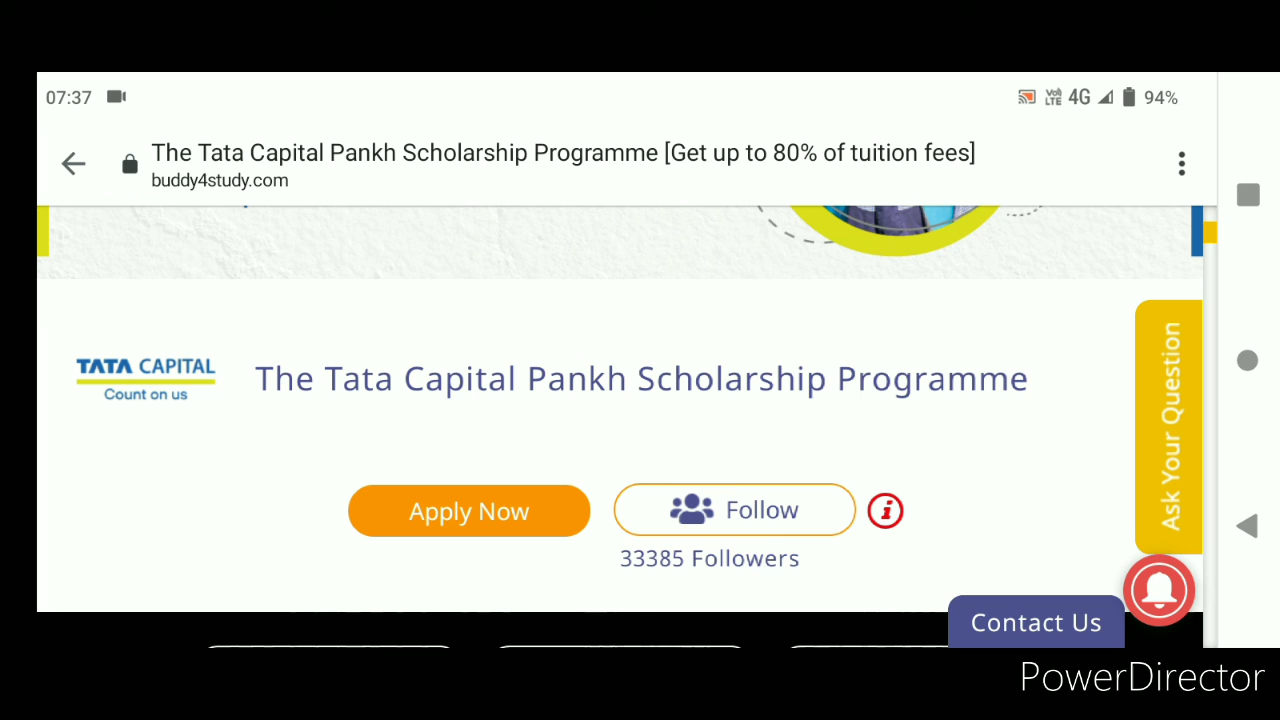 07:37 Vo) LTE 4G 94%
The Tata Capital Pankh Scholarship Programme [Get up to 80% of tuition fees]
buddy4study.com
TATA CAPITAL
Count on us
The Tata Capital Pankh Scholarship Programme
Ask Your Question
Apply Now
Follow
33385 Followers
Contact Us
PowerDirector